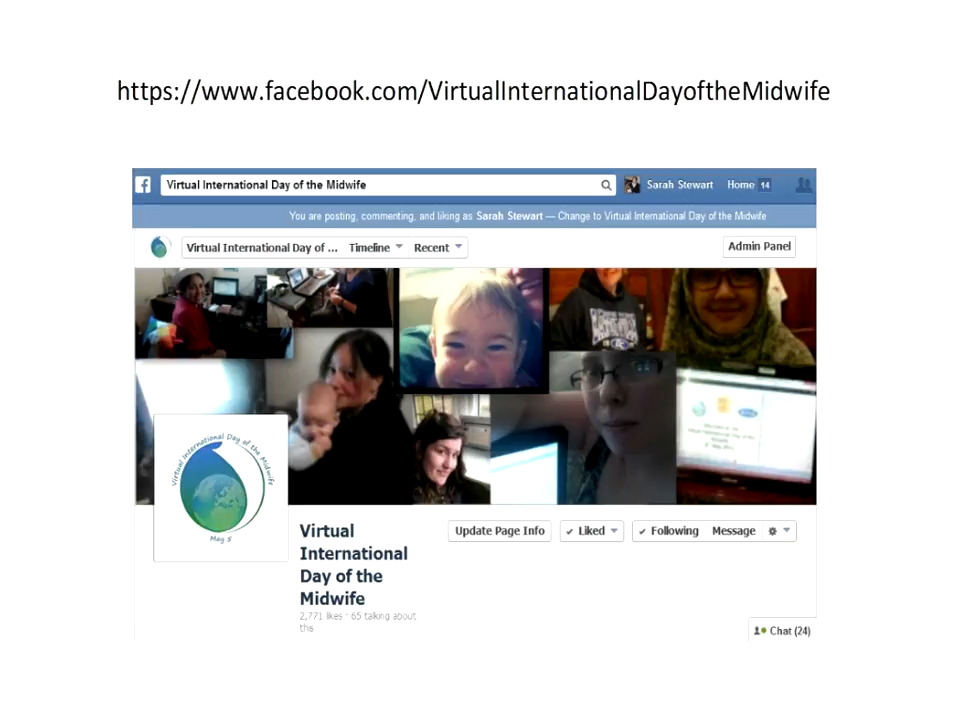 https://www.facebook.com/VirtualInternationalDayoftheMidwife
Virtual International Day of the Midwife
Sarah Stewart Home 14
You are posting, commenting, and liking as Sarah Stewart — Change to Virtual International Day of the Midwife
Virtual International Day of ... Timeline Recent
Admin Panel
Virtual International Day of the Midwife
May 5
Virtual
International
Day of the
Midwife
Update Page Info Liked Following Message
2,771 likes · 65 talking about
this
Chat (24)